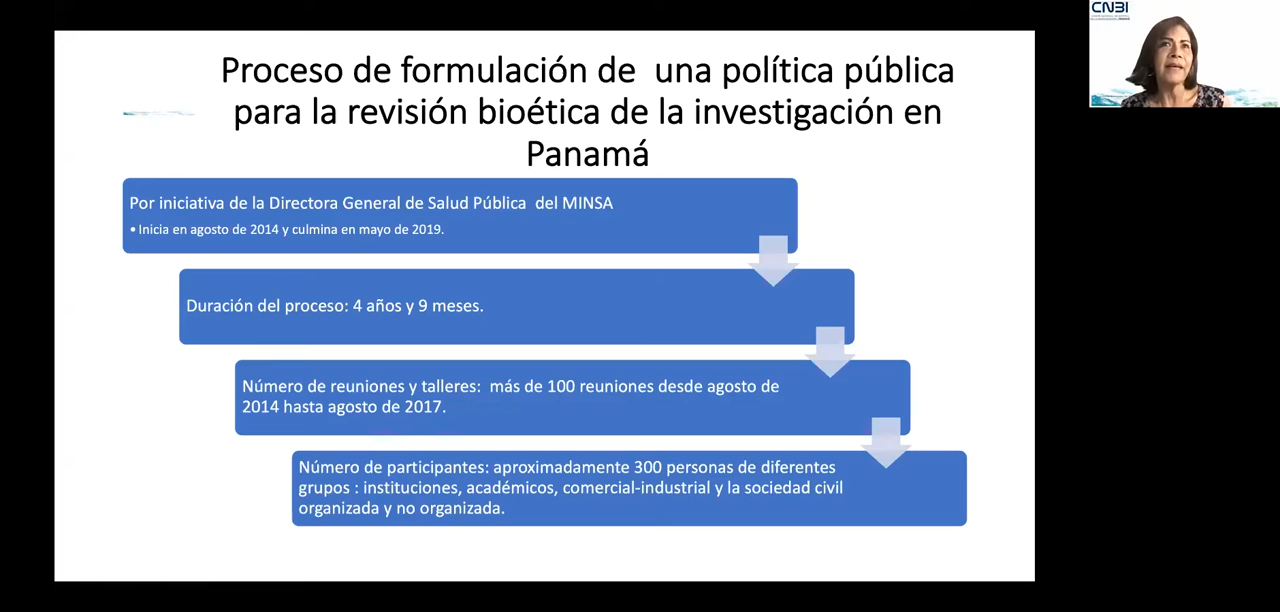 CNBI
Proceso de formulación de una política pública
para la revisión bioética de la investigación en
Panamá
Por iniciativa de la Directora General de Salud Pública del MINSA
• Inicia en agosto de 2014 y culmina en mayo de 2019.
Duración del proceso: 4 años y 9 meses.
Número de reuniones y talleres: más de 100 reuniones desde agosto de
2014 hasta agosto de 2017.
Número de participantes: aproximadamente 300 personas de diferentes
grupos : instituciones, académicos, comercial-industrial y la sociedad civil
organizada y no organizada.